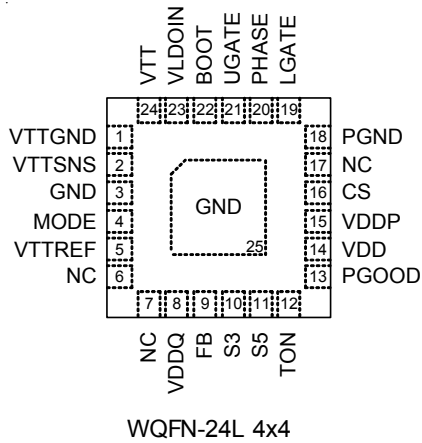 VTT
VLDOIN
BOOT
UGATE
PHASE
LGATE
24 23 22 21 20 19
VTTGND 1 18 PGND
VTTSNS 2 17 NC
GND 3 16 CS
MODE 4 GND 15 VDDP
VTTREF 5 25 14 VDD
NC 6 13 PGOOD
7 8 9 10 11 12
NC
VDDQ
FB
S3
S5
TON
WQFN-24L 4x4